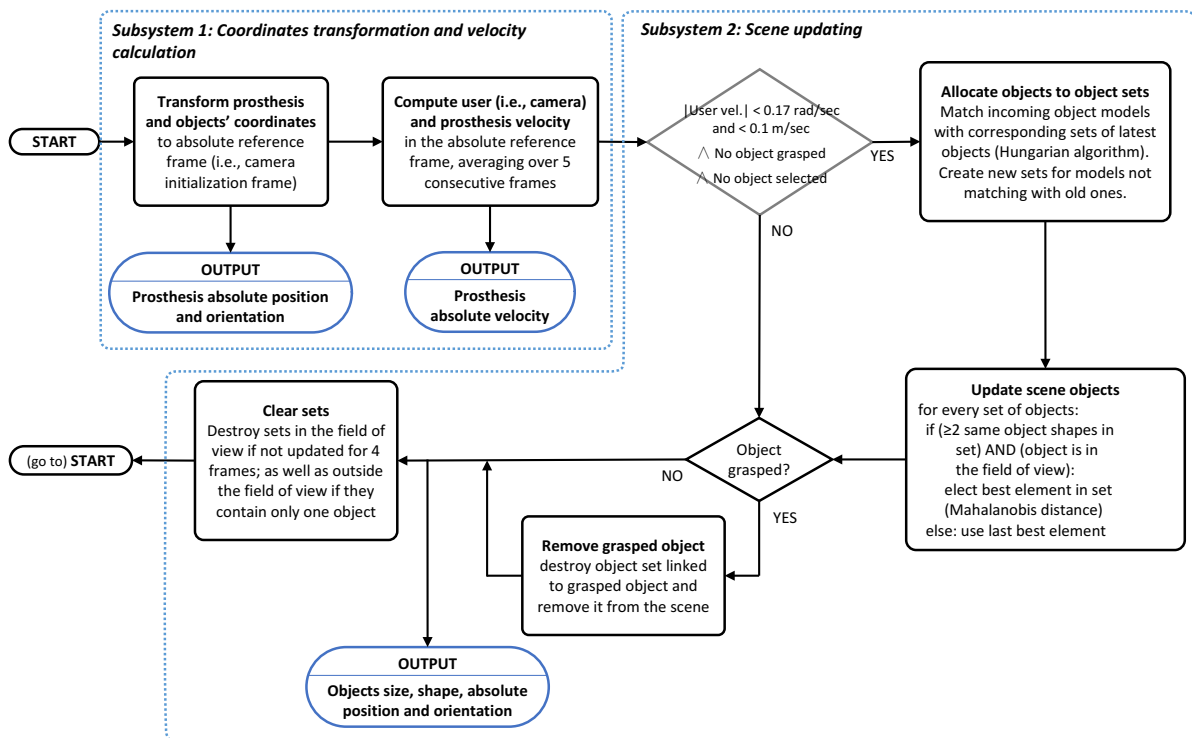 Subsystem 1: Coordinates transformation and velocity
calculation
Subsystem 2: Scene updating
START
Transform prosthesis
and objects’ coordinates
to absolute reference
frame (i.e., camera
initialization frame)
Compute user (i.e., camera)
and prosthesis velocity
in the absolute reference
frame, averaging over 5
consecutive frames
|User vel.| < 0.17 rad/sec
and < 0.1 m/sec
∧ No object grasped
∧ No object selected
YES
NO
Allocate objects to object sets
Match incoming object models
with corresponding sets of latest
objects (Hungarian algorithm).
Create new sets for models not
matching with old ones.
OUTPUT
Prosthesis absolute position
and orientation
OUTPUT
Prosthesis
absolute velocity
Update scene objects
for every set of objects:
if (≥2 same object shapes in
set) AND (object is in
the field of view):
elect best element in set
(Mahalanobis distance)
else: use last best element
Object
grasped?
NO
YES
Remove grasped object
destroy object set linked
to grasped object and
remove it from the scene
Clear sets
Destroy sets in the field of
view if not updated for 4
frames; as well as outside
the field of view if they
contain only one object
(go to) START
OUTPUT
Objects size, shape, absolute
position and orientation